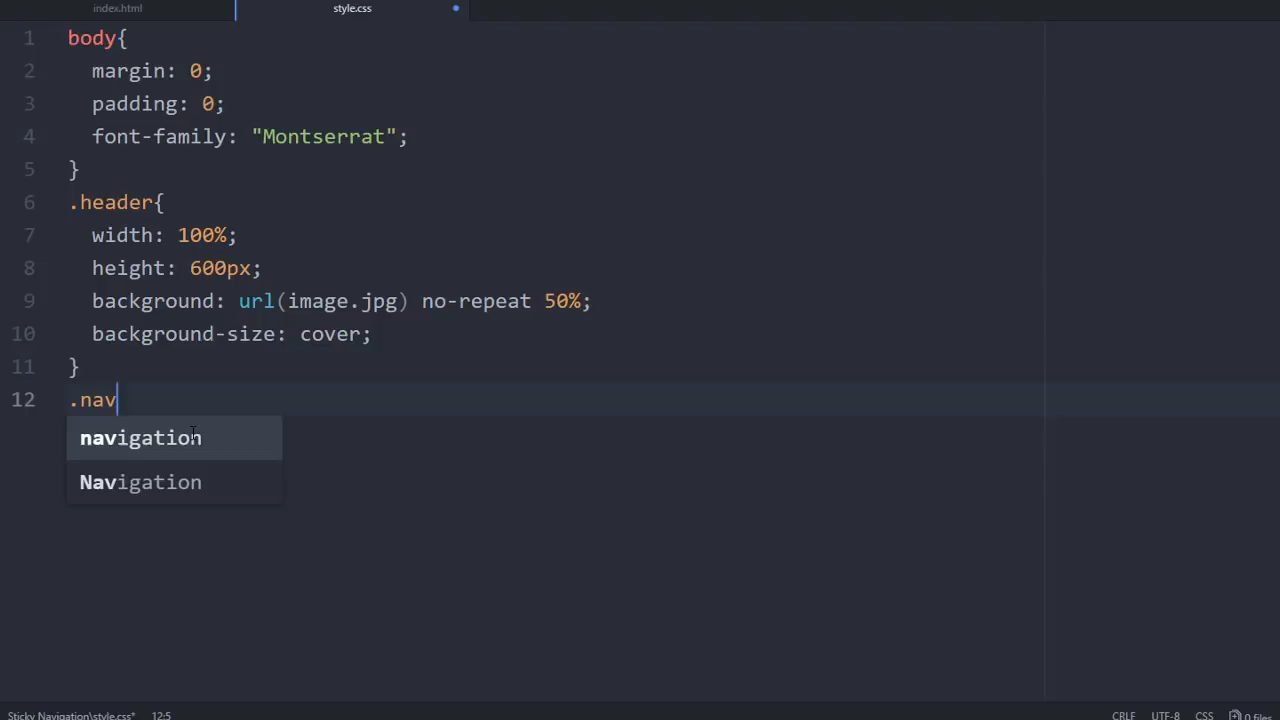 index.html style.css
1 body{
2 margin: 0;
3 padding: 0;
4 font-family: "Montserrat";
5 }
6 .header{
7 width: 100%;
8 height: 600px;
9 background: url(image.jpg) no-repeat 50%;
10 background-size: cover;
11 }
12 .nav
navigation
Navigation
Sticky Navigation\style.css* 12:5 CRLF UTF-8 CSS 0 files